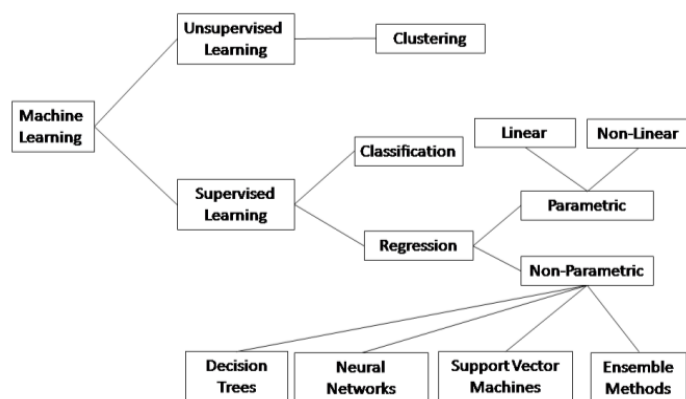 Unsupervised
Learning
Clustering
Machine
Learning
Linear
Non-Linear
Classification
Supervised
Learning
Parametric
Regression
Non-Parametric
Decision
Trees
Neural
Networks
Support Vector
Machines
Ensemble
Methods